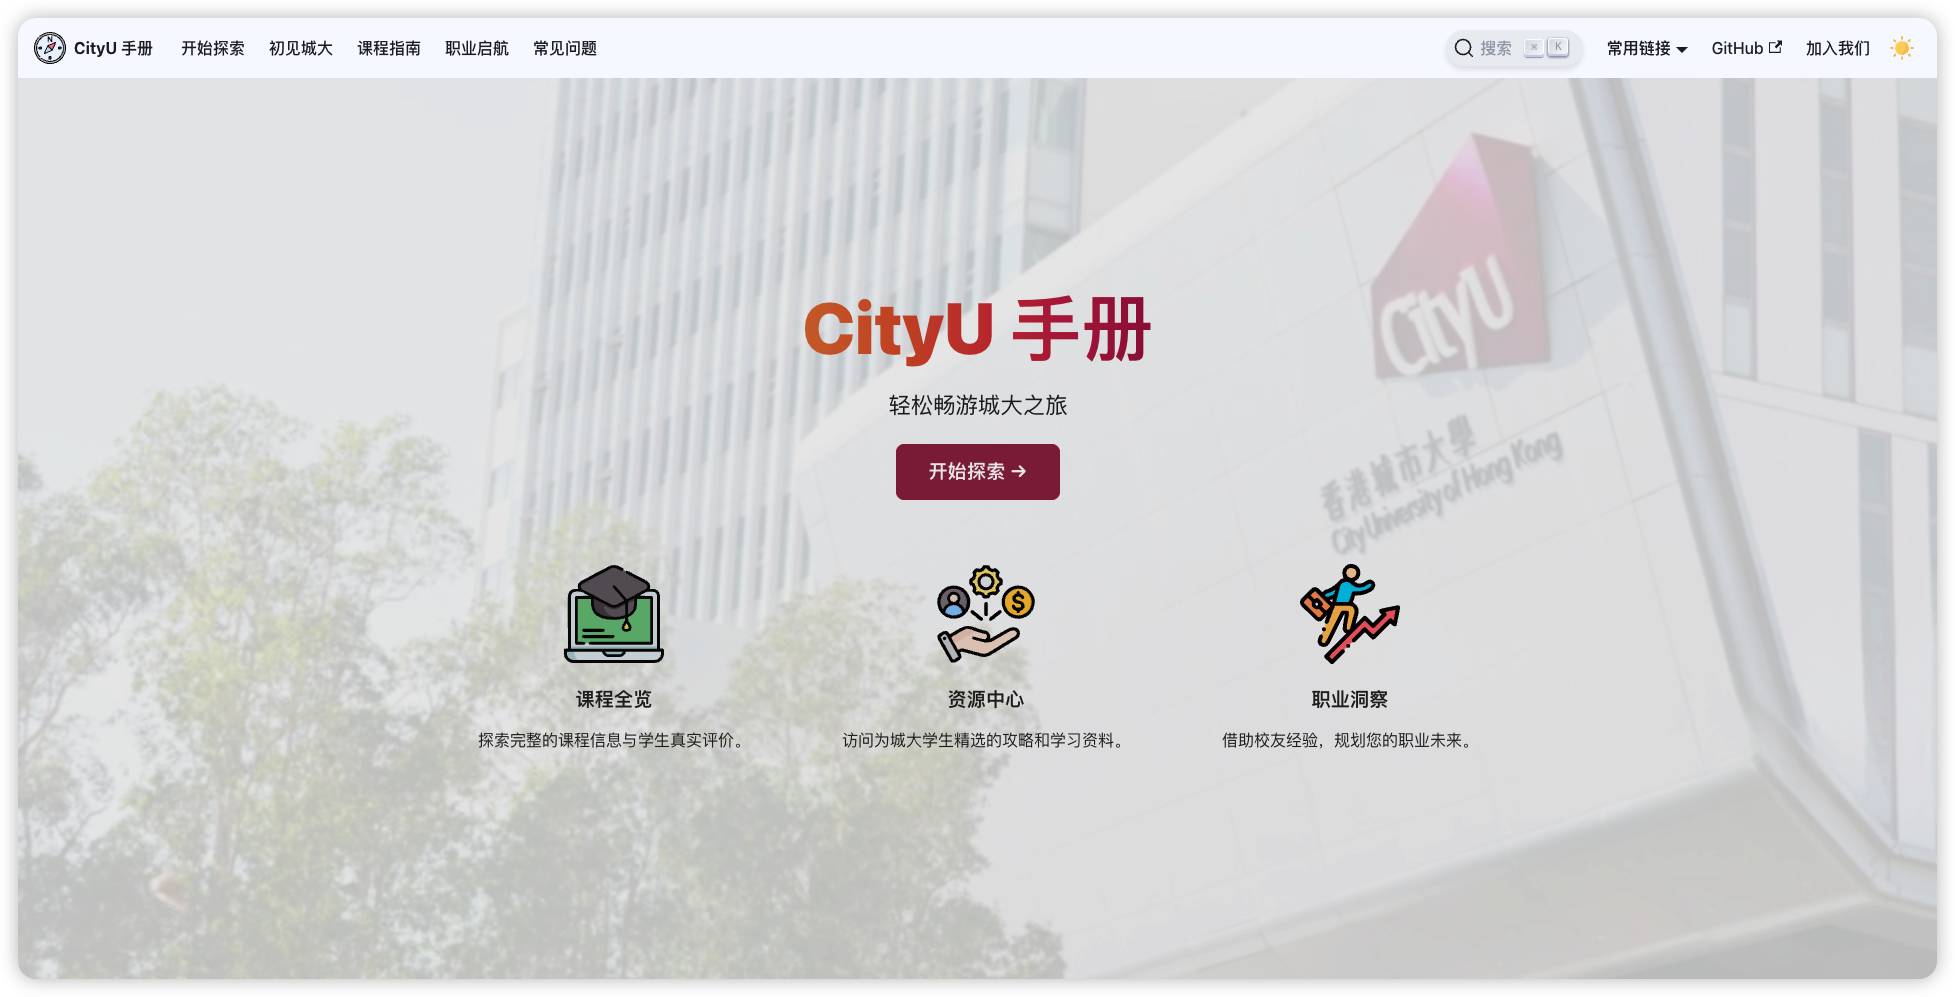 N
CityU 手册
开始探索
初见城大
课程指南
职业启航
常见问题
搜索
⌘
K
常用链接
GitHub
加入我们
CityU
香港城市大學
City University of Hong Kong
CityU 手册
轻松畅游城大之旅
开始探索 →
课程全览
资源中心
职业洞察
探索完整的课程信息与学生真实评价。
访问为城大学生精选的攻略和学习资料。
借助校友经验，规划您的职业未来。